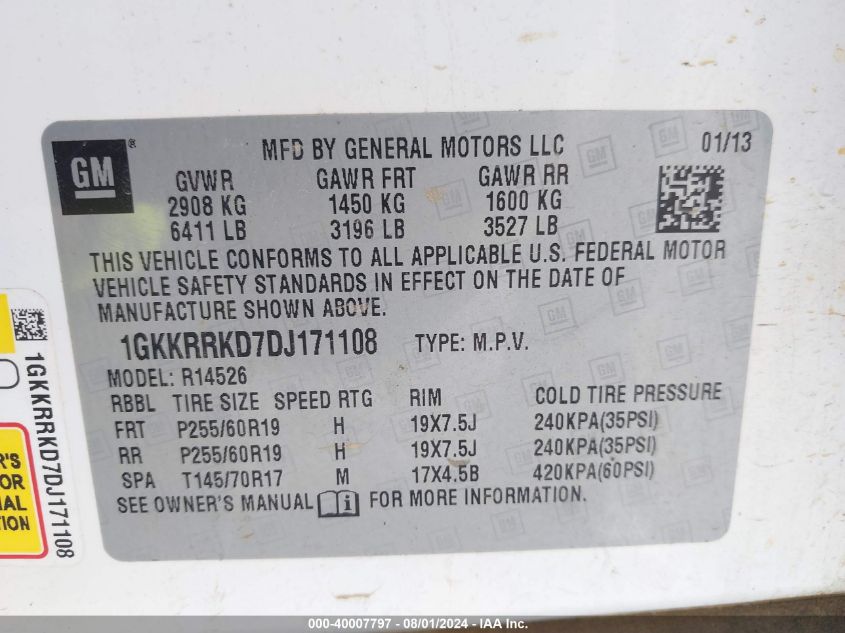 GM
MFD BY GENERAL MOTORS LLC 01/13
GVWR GAWR FRT GAWR RR
2908 KG 1450 KG 1600 KG
6411 LB 3196 LB 3527 LB
THIS VEHICLE CONFORMS TO ALL APPLICABLE U.S. FEDERAL MOTOR
VEHICLE SAFETY STANDARDS IN EFFECT ON THE DATE OF
MANUFACTURE SHOWN ABOVE.
1GKKRRKD7DJ171108 TYPE: M.P.V.
MODEL: R14526
RBBL TIRE SIZE SPEED RTG RIM COLD TIRE PRESSURE
FRT P255/60R19 H 19X7.5J 240KPA(35PSI)
RR P255/60R19 H 19X7.5J 240KPA(35PSI)
SPA T145/70R17 M 17X4.5B 420KPA(60PSI)
SEE OWNER'S MANUAL i FOR MORE INFORMATION.
1GKKRRKD7DJ171108
R'S
OR
TION
000-40007797 - 08/01/2024 - IAA Inc.